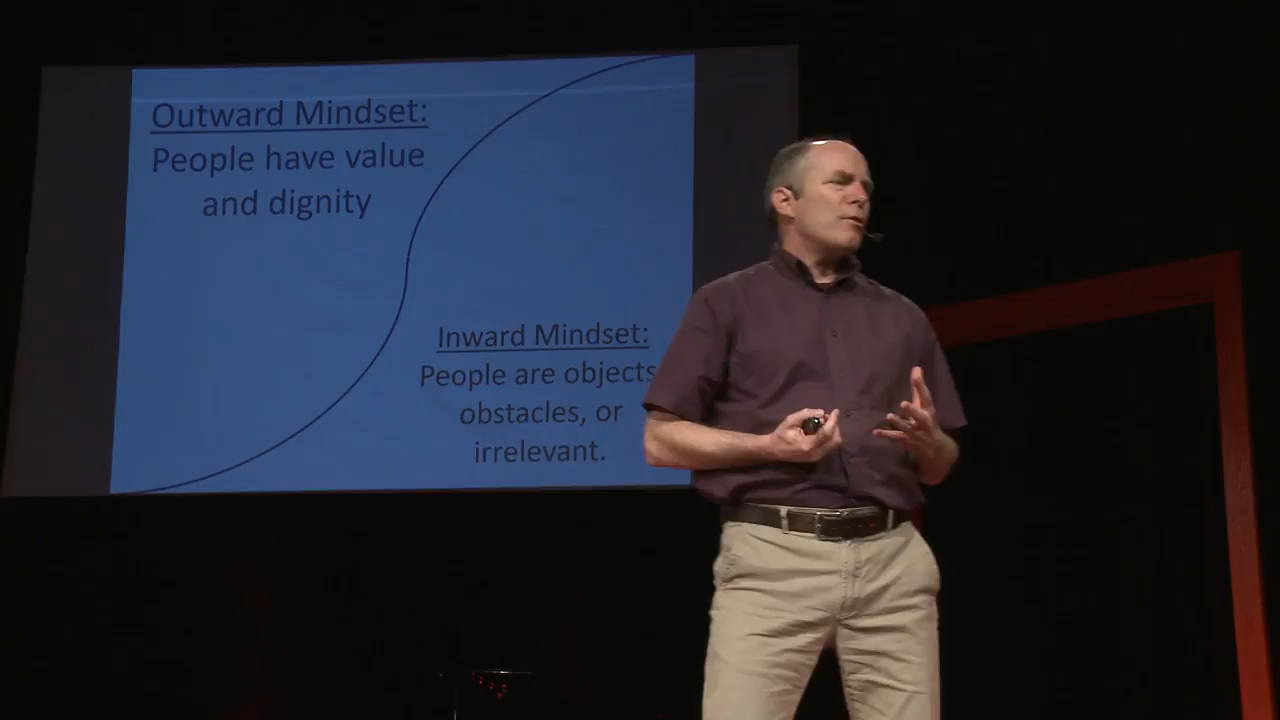 Outward Mindset:
People have value
and dignity
Inward Mindset:
People are objects
obstacles, or
irrelevant.